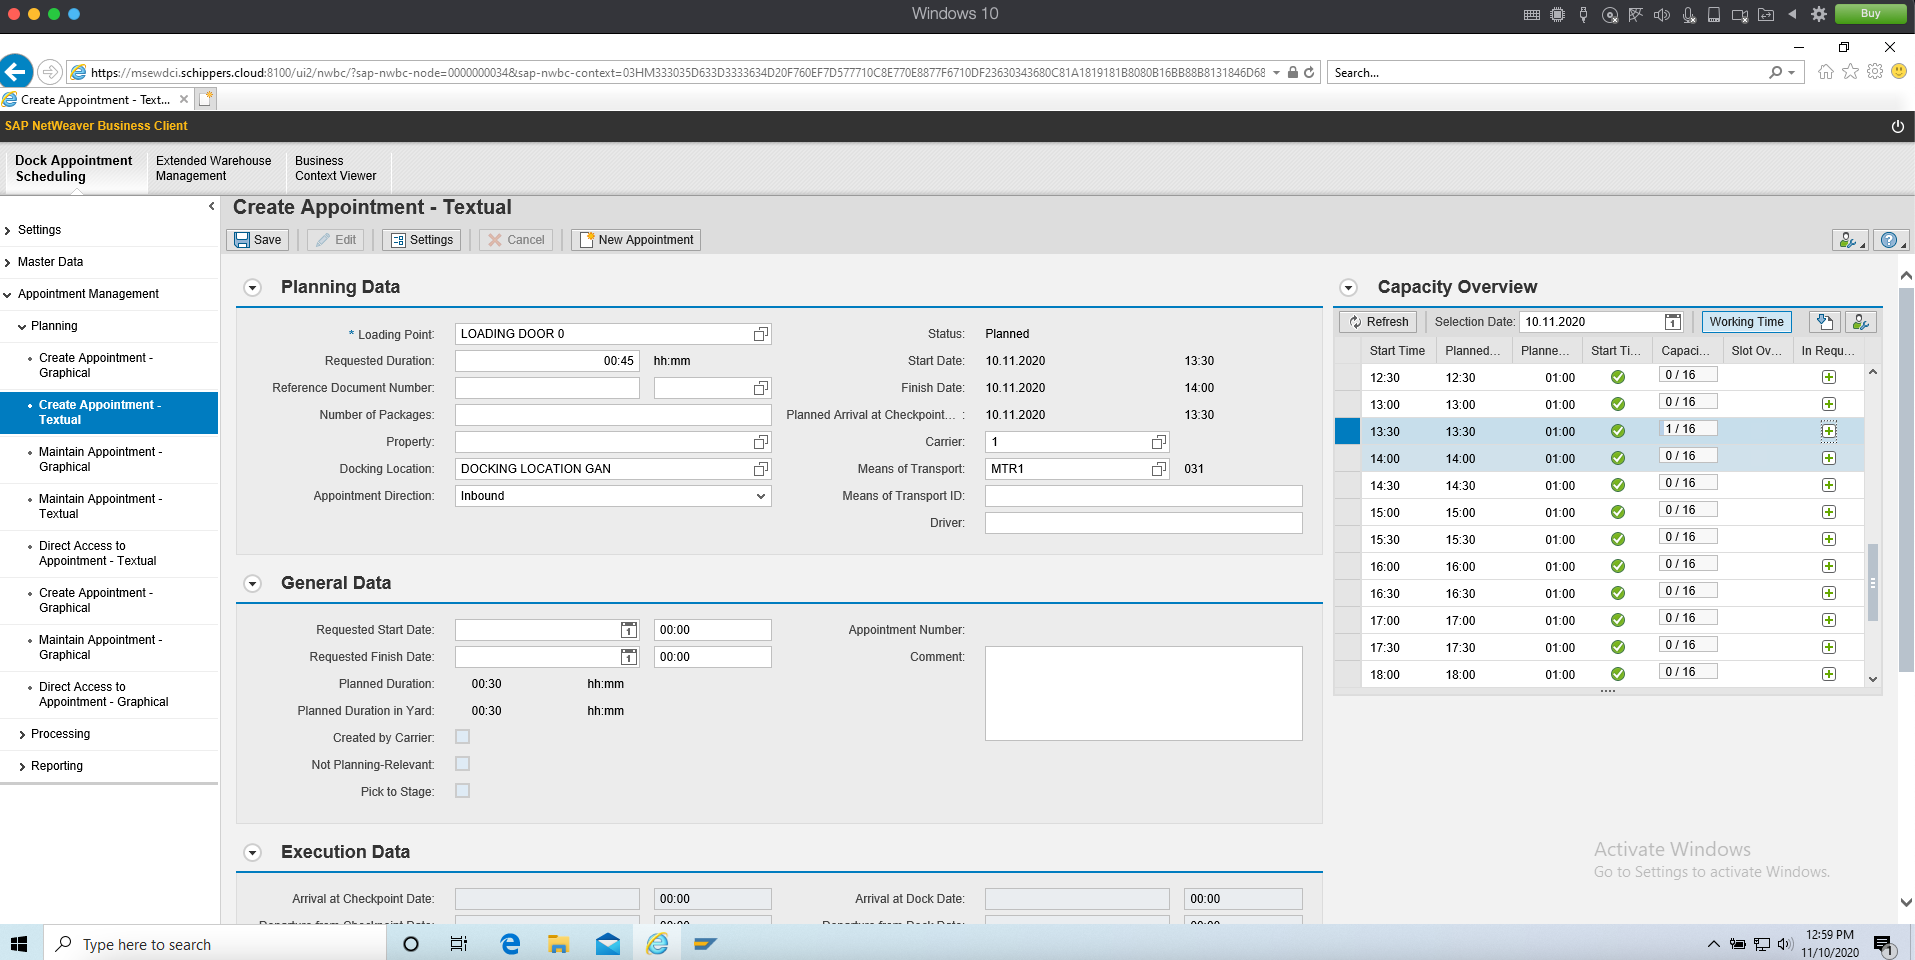 Windows 10
Buy
https://msewdci.schippers.cloud:8100/ui2/nwbc/?sap-nwbc-node=0000000034&sap-nwbc-context=03HM333035D633D3333634D20F760EF7D577710C8E770E8877F6710DF23630343680C81A1819181B8080B16BB88B8131846D68
Search...
Create Appointment - Text...
SAP NetWeaver Business Client
Dock Appointment Scheduling
Extended Warehouse Management
Business Context Viewer
Settings
Master Data
Appointment Management
Planning
Create Appointment -
Graphical
Create Appointment -
Textual
Maintain Appointment -
Graphical
Maintain Appointment -
Textual
Direct Access to
Appointment - Textual
Create Appointment -
Graphical
Maintain Appointment -
Graphical
Direct Access to
Appointment - Graphical
Processing
Reporting
Create Appointment - Textual
Save Edit Settings Cancel New Appointment
Planning Data
* Loading Point: LOADING DOOR 0
Requested Duration: 00:45 hh:mm
Reference Document Number:
Number of Packages:
Property:
Docking Location: DOCKING LOCATION GAN
Appointment Direction: Inbound
Status: Planned
Start Date: 10.11.2020 13:30
Finish Date: 10.11.2020 14:00
Planned Arrival at Checkpoint... : 10.11.2020 13:30
Carrier: 1
Means of Transport: MTR1 031
Means of Transport ID:
Driver:
General Data
Requested Start Date: 1 00:00
Requested Finish Date: 1 00:00
Planned Duration: 00:30 hh:mm
Planned Duration in Yard: 00:30 hh:mm
Created by Carrier:
Not Planning-Relevant:
Pick to Stage:
Appointment Number:
Comment:
Execution Data
Arrival at Checkpoint Date: 00:00
Arrival at Dock Date: 00:00
Departure from Checkpoint Date: 00:00
Departure from Dock Date: 00:00
Capacity Overview
Refresh Selection Date: 10.11.2020 1 Working Time
Start Time Planned... Planne... Start Ti... Capaci... Slot Ov... In Requ...
12:30 12:30 01:00 0 / 16
13:00 13:00 01:00 0 / 16
13:30 13:30 01:00 1 / 16
14:00 14:00 01:00 0 / 16
14:30 14:30 01:00 0 / 16
15:00 15:00 01:00 0 / 16
15:30 15:30 01:00 0 / 16
16:00 16:00 01:00 0 / 16
16:30 16:30 01:00 0 / 16
17:00 17:00 01:00 0 / 16
17:30 17:30 01:00 0 / 16
18:00 18:00 01:00 0 / 16
Activate Windows
Go to Settings to activate Windows.
Type here to search
12:59 PM
11/10/2020
1